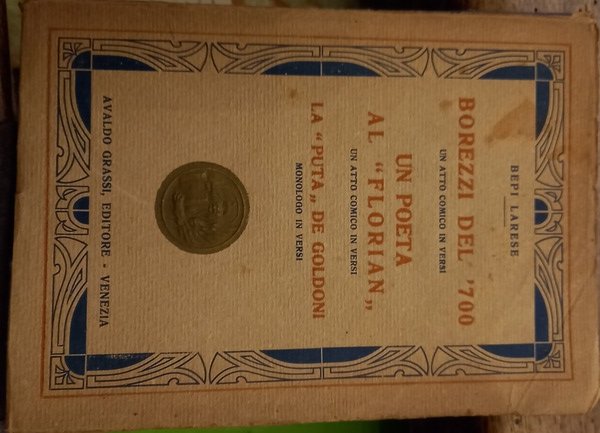 BEPI LARESE
BOREZZI DEL '700
UN ATTO COMICO IN VERSI
UN POETA
AL "FLORIAN„
UN ATTO COMICO IN VERSI
LA "PUTA„ DE GOLDONI
MONOLOGO IN VERSI
AVALDO GRASSI, EDITORE - VENEZIA